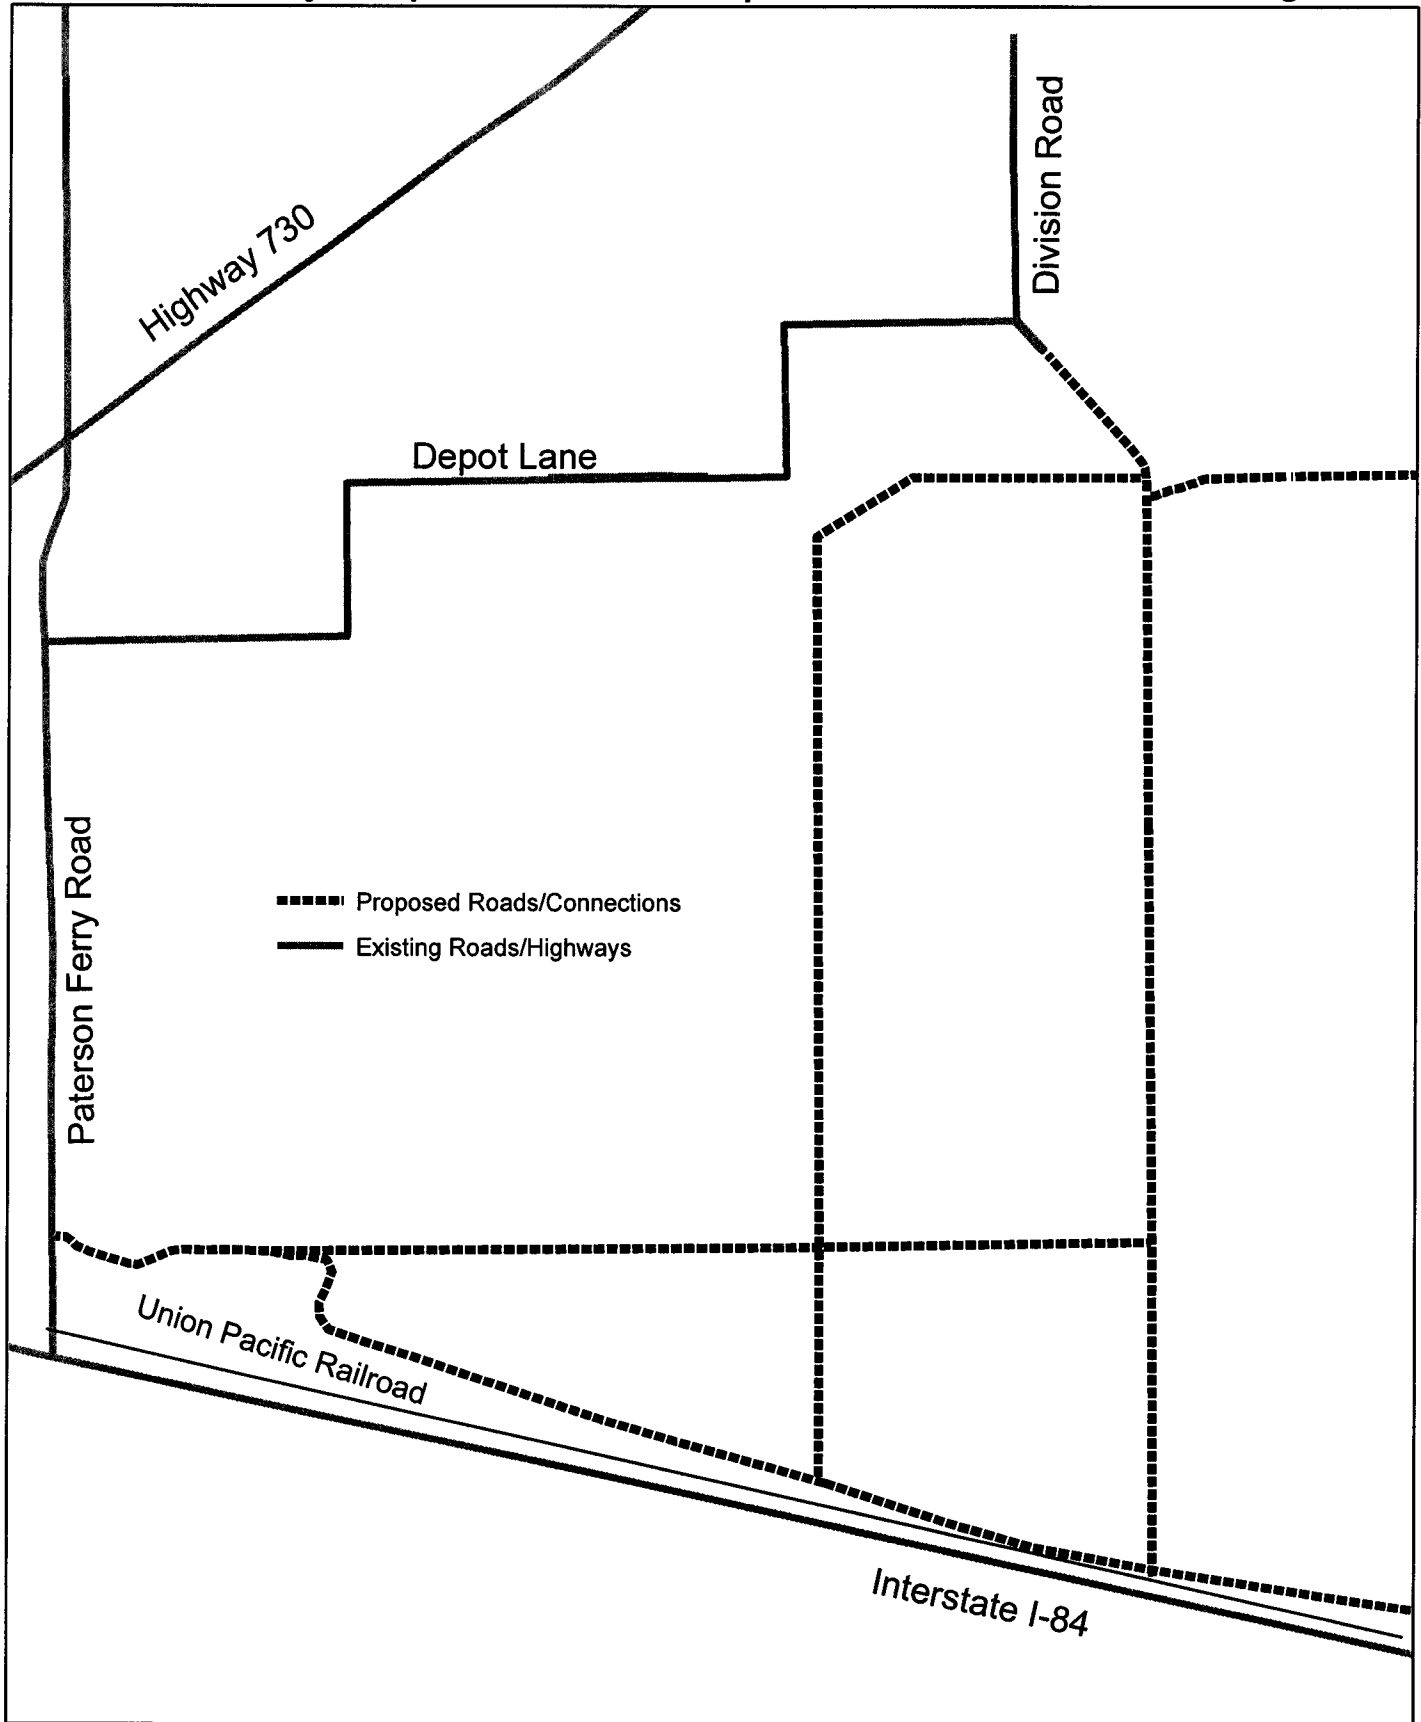 Division Road
Highway 730
Depot Lane
Paterson Ferry Road
Proposed Roads/Connections
Existing Roads/Highways
Union Pacific Railroad
Interstate I-84